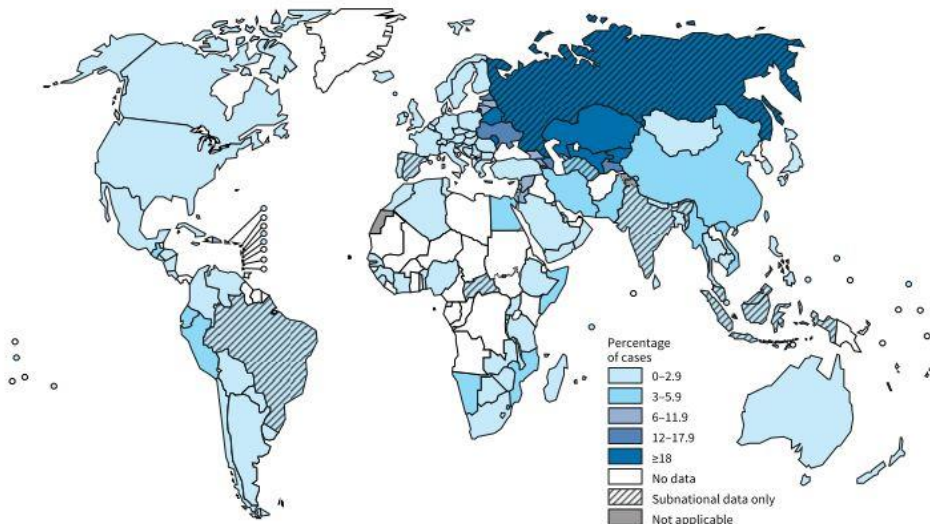 Percentage
of cases
0–2.9
3–5.9
6–11.9
12–17.9
≥18
No data
Subnational data only
Not applicable